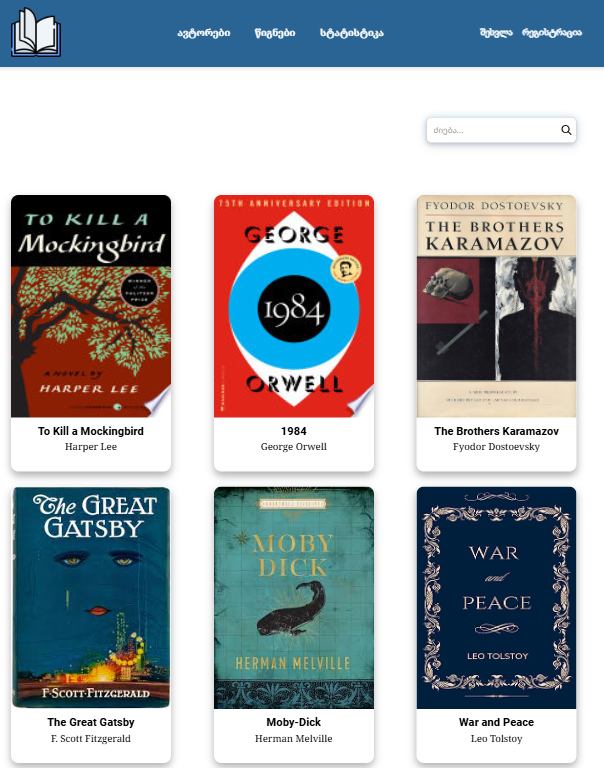 ავტორები წიგნები სტატისტიკა შესვლა რეგისტრაცია
ძიება...
TO KILL A
Mockingbird
WINNER
of the
PULITZER
PRIZE
A NOVEL BY
HARPER LEE
To Kill a Mockingbird
Harper Lee
75TH ANNIVERSARY EDITION
GEORGE
1984
ORWELL
1984
George Orwell
FYODOR DOSTOEVSKY
THE BROTHERS
KARAMAZOV
The Brothers Karamazov
Fyodor Dostoevsky
The GREAT
GATSBY
F·SCOTT·FITZGERALD
The Great Gatsby
F. Scott Fitzgerald
MOBY
DICK
HERMAN MELVILLE
Moby-Dick
Herman Melville
WAR
and
PEACE
LEO TOLSTOY
War and Peace
Leo Tolstoy